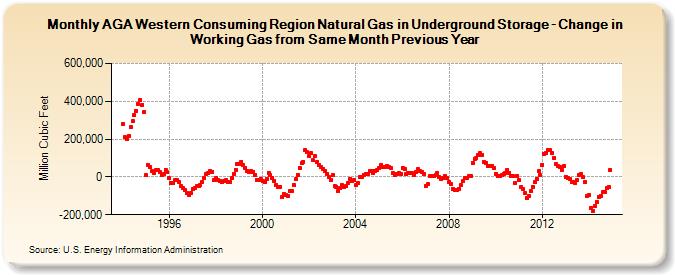 Monthly AGA Western Consuming Region Natural Gas in Underground Storage - Change in
Working Gas from Same Month Previous Year
Million Cubic Feet
600,000
400,000
200,000
0
-200,000
1996
2000
2004
2008
2012
Source: U.S. Energy Information Administration